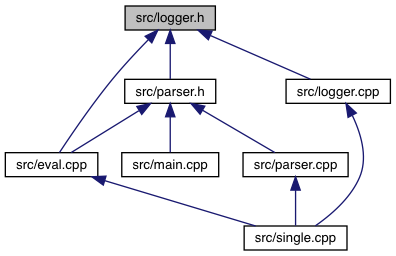 src/logger.h
src/parser.h
src/logger.cpp
src/eval.cpp
src/main.cpp
src/parser.cpp
src/single.cpp